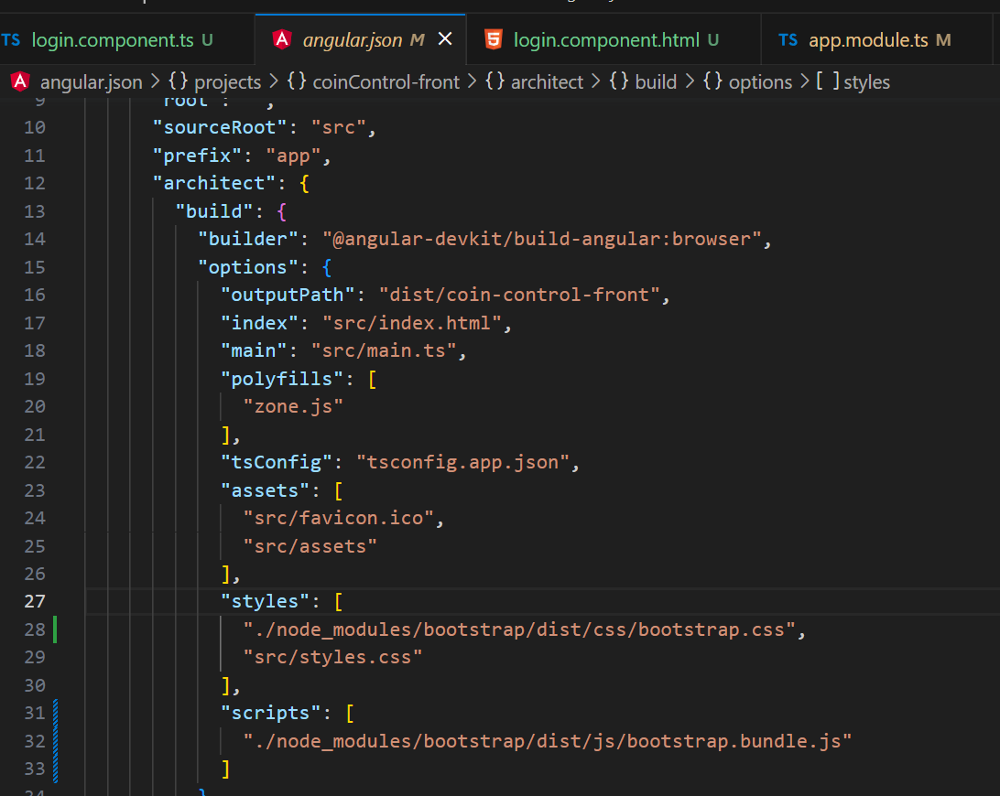 TS login.component.ts U angular.json M login.component.html U TS app.module.ts M
angular.json > {} projects > {} coinControl-front > {} architect > {} build > {} options > [ ] styles
9 "root": "",
10 "sourceRoot": "src",
11 "prefix": "app",
12 "architect": {
13 "build": {
14 "builder": "@angular-devkit/build-angular:browser",
15 "options": {
16 "outputPath": "dist/coin-control-front",
17 "index": "src/index.html",
18 "main": "src/main.ts",
19 "polyfills": [
20 "zone.js"
21 ],
22 "tsConfig": "tsconfig.app.json",
23 "assets": [
24 "src/favicon.ico",
25 "src/assets"
26 ],
27 "styles": [
28 "./node_modules/bootstrap/dist/css/bootstrap.css",
29 "src/styles.css"
30 ],
31 "scripts": [
32 "./node_modules/bootstrap/dist/js/bootstrap.bundle.js"
33 ]
34 }